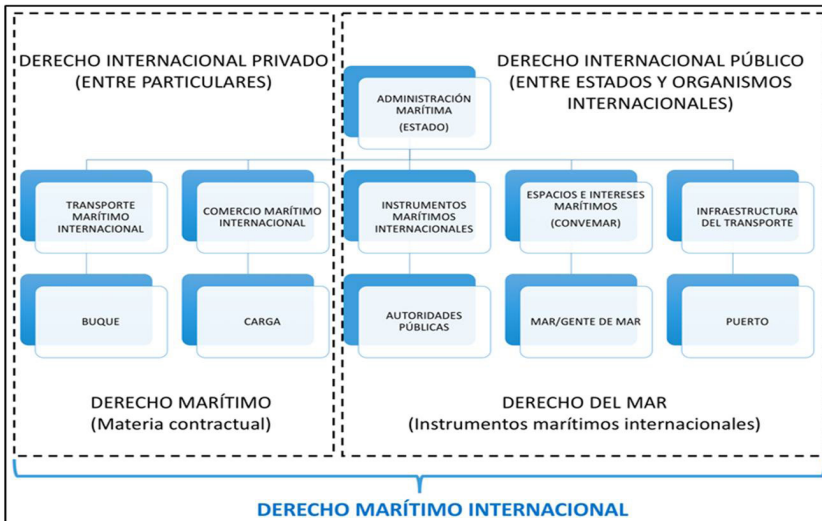 DERECHO INTERNACIONAL PRIVADO
(ENTRE PARTICULARES)
DERECHO INTERNACIONAL PÚBLICO
(ENTRE ESTADOS Y ORGANISMOS
INTERNACIONALES)
ADMINISTRACIÓN
MARÍTIMA
(ESTADO)
TRANSPORTE
MARÍTIMO
INTERNACIONAL
COMERCIO MARÍTIMO
INTERNACIONAL
INSTRUMENTOS
MARÍTIMOS
INTERNACIONALES
ESPACIOS E INTERESES
MARÍTIMOS
(CONVEMAR)
INFRAESTRUCTURA
DEL TRANSPORTE
BUQUE
CARGA
AUTORIDADES
PÚBLICAS
MAR/GENTE DE MAR
PUERTO
DERECHO MARÍTIMO
(Materia contractual)
DERECHO DEL MAR
(Instrumentos marítimos internacionales)
DERECHO MARÍTIMO INTERNACIONAL